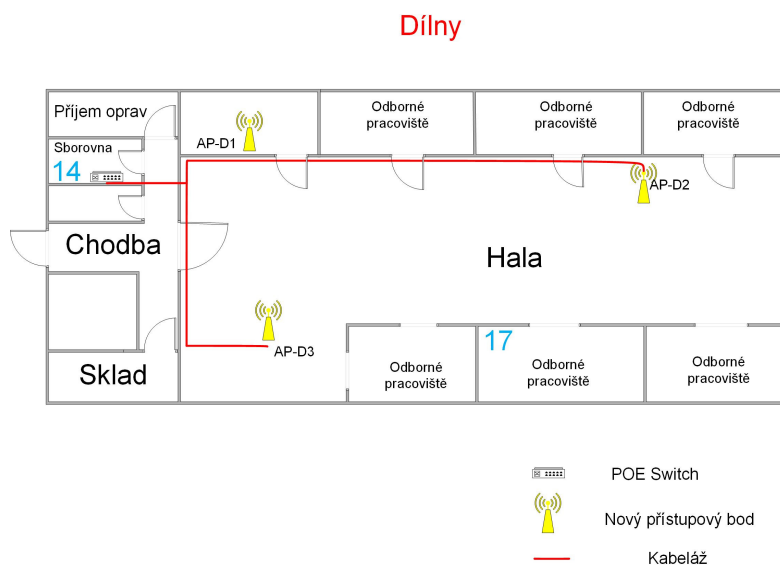 Dílny
Příjem oprav
AP-D1
Odborné
pracoviště
Odborné
pracoviště
Odborné
pracoviště
Sborovna
14
AP-D2
Chodba
Hala
AP-D3
17
Sklad
Odborné
pracoviště
Odborné
pracoviště
Odborné
pracoviště
POE Switch
Nový přístupový bod
Kabeláž